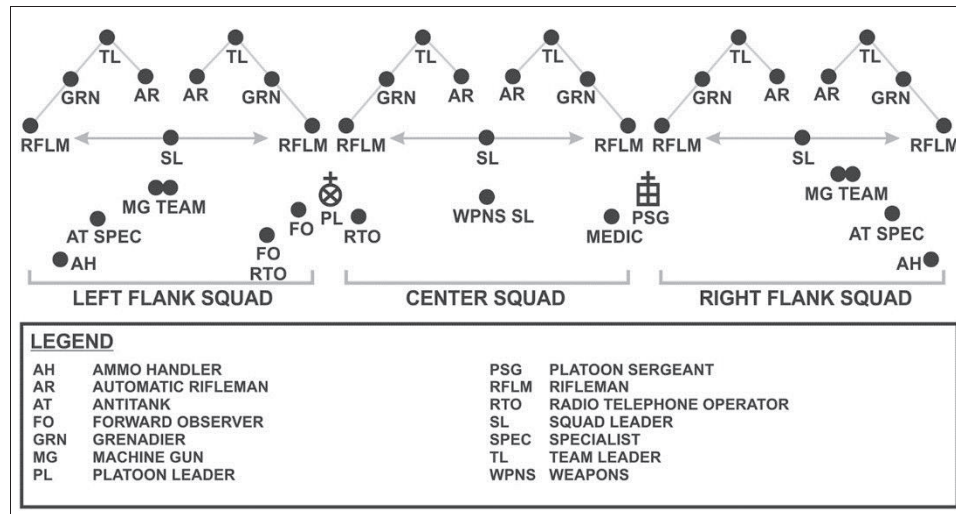 TL TL TL TL TL TL
GRN AR AR GRN GRN AR AR GRN GRN AR AR GRN
RFLM RFLM RFLM RFLM RFLM RFLM
SL SL SL
MG TEAM PL WPNS SL PSG MG TEAM
AT SPEC FO RTO MEDIC AT SPEC
AH FO AH
RTO
LEFT FLANK SQUAD CENTER SQUAD RIGHT FLANK SQUAD
LEGEND
AH AMMO HANDLER PSG PLATOON SERGEANT
AR AUTOMATIC RIFLEMAN RFLM RIFLEMAN
AT ANTITANK RTO RADIO TELEPHONE OPERATOR
FO FORWARD OBSERVER SL SQUAD LEADER
GRN GRENADIER SPEC SPECIALIST
MG MACHINE GUN TL TEAM LEADER
PL PLATOON LEADER WPNS WEAPONS